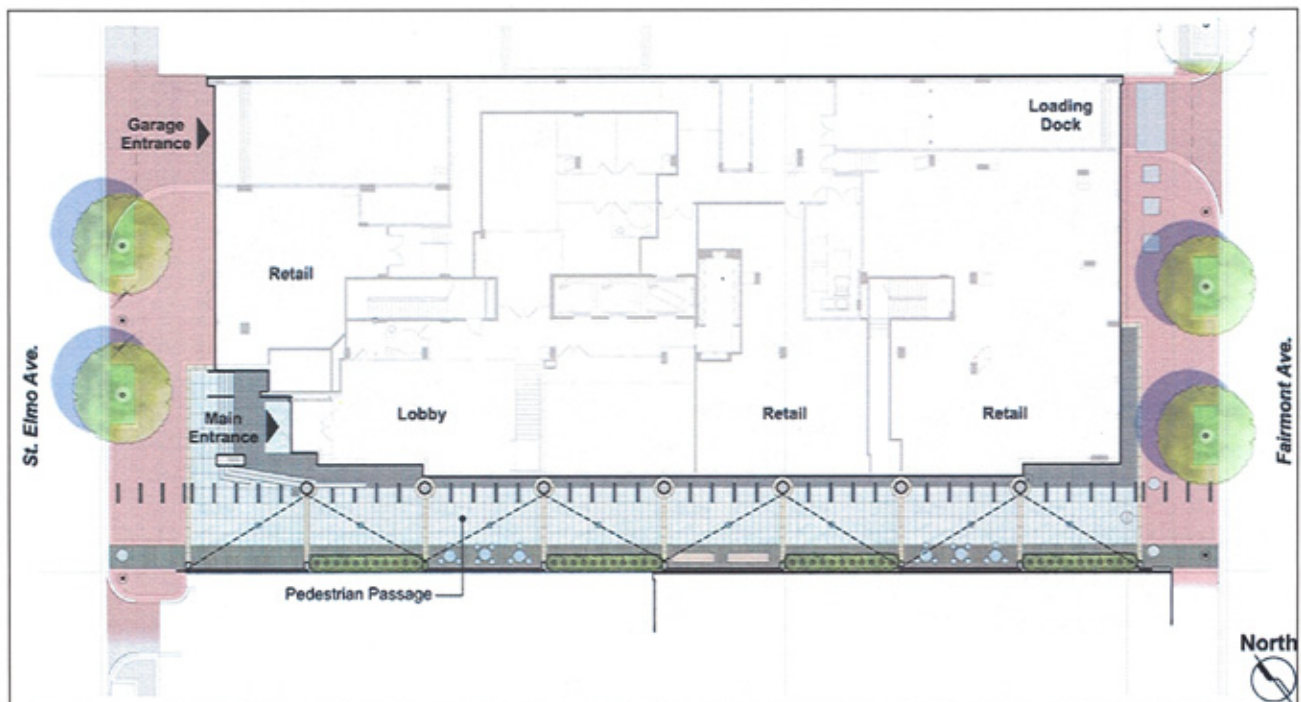 Garage
Entrance
Loading
Dock
Retail
St. Elmo Ave.
Main
Entrance
Lobby
Retail
Retail
Fairmont Ave.
Pedestrian Passage
North